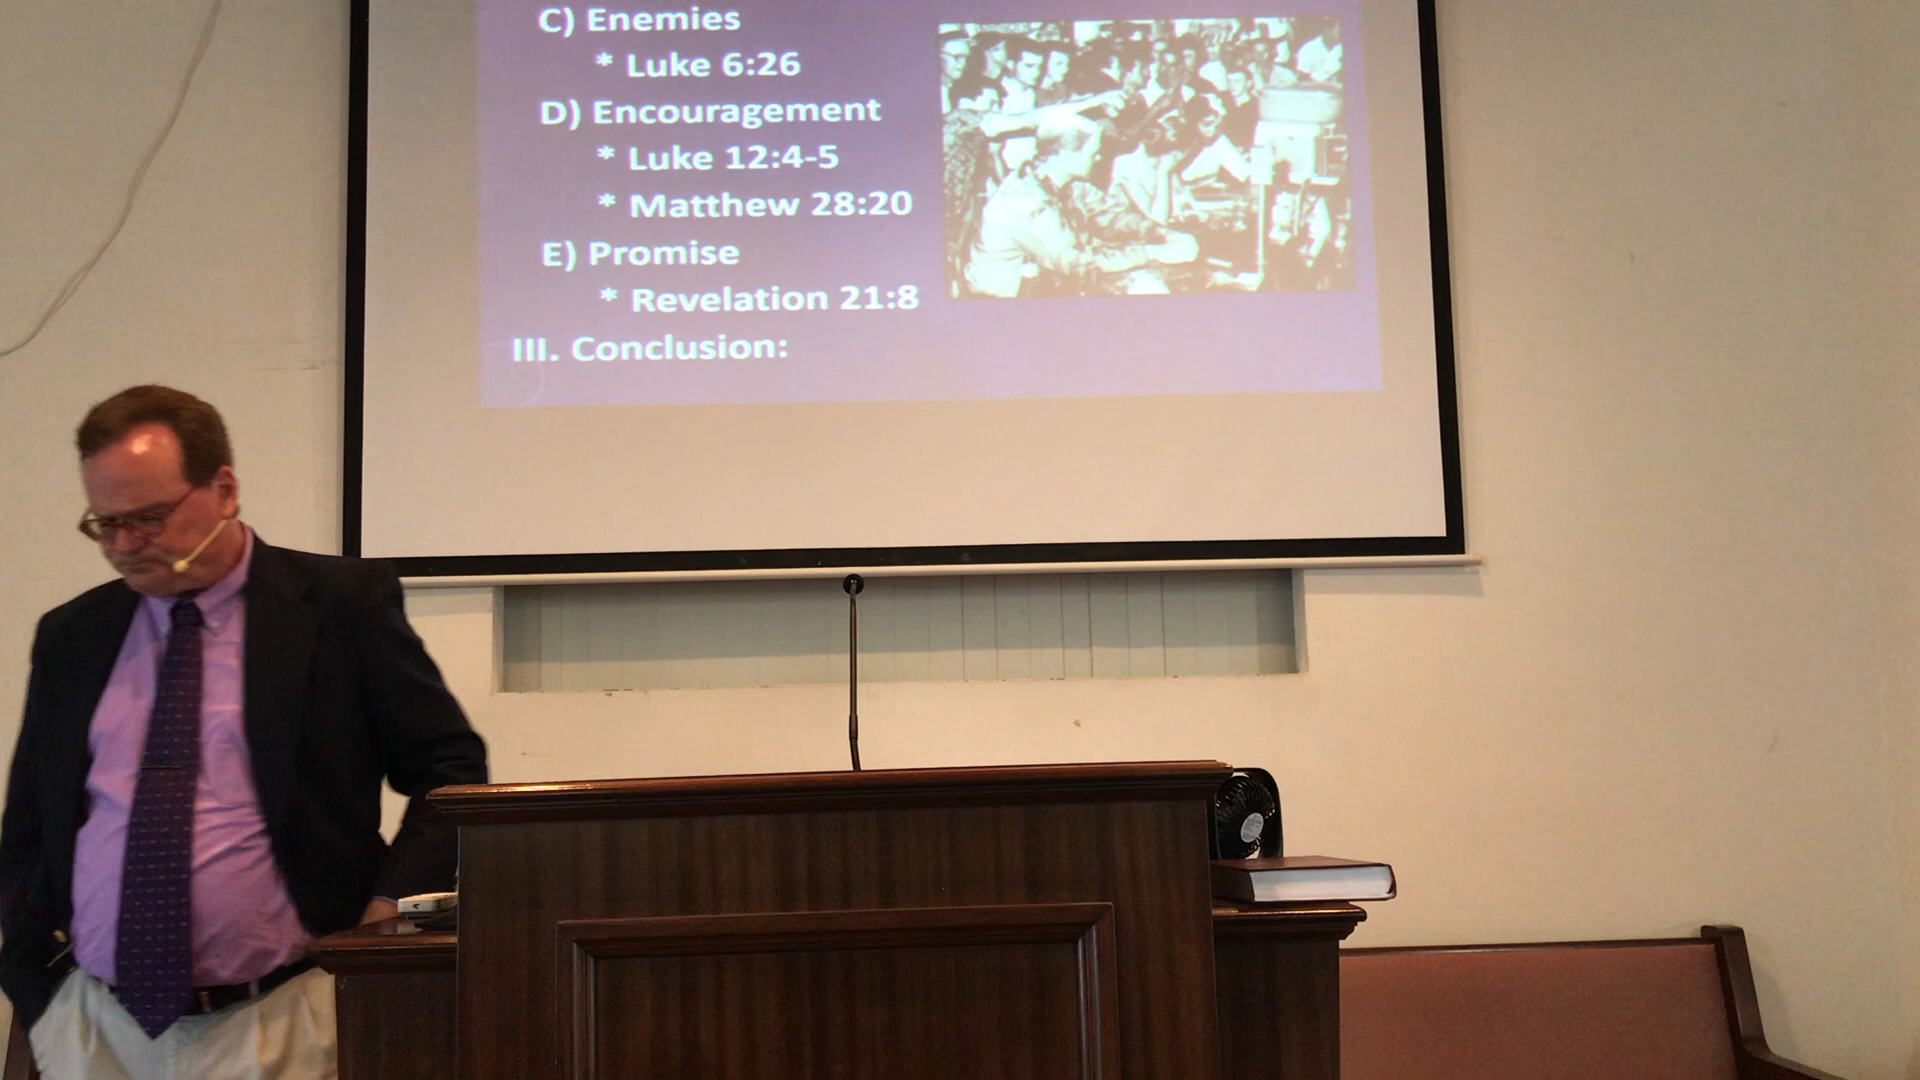 C) Enemies
* Luke 6:26
D) Encouragement
* Luke 12:4-5
* Matthew 28:20
E) Promise
* Revelation 21:8
III. Conclusion: